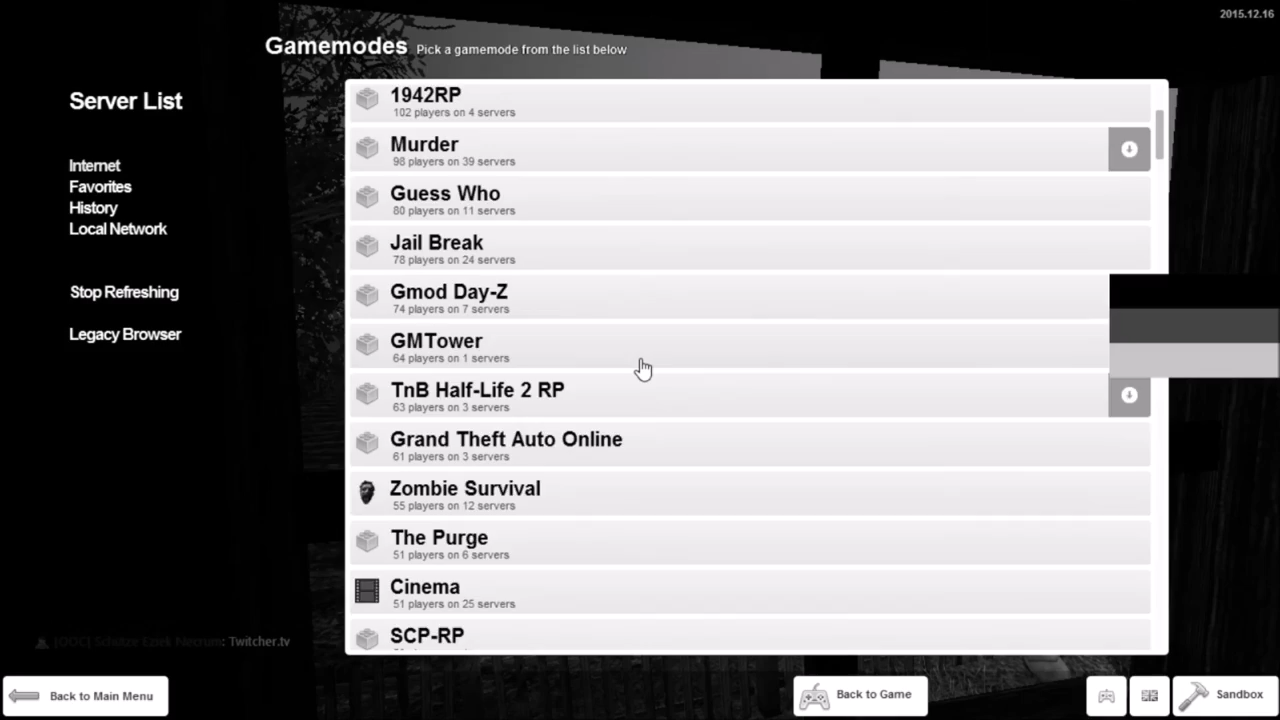 2015.12.16
Gamemodes Pick a gamemode from the list below
Server List
Internet
Favorites
History
Local Network
Stop Refreshing
Legacy Browser
1942RP
102 players on 4 servers
Murder
98 players on 39 servers
Guess Who
80 players on 11 servers
Jail Break
78 players on 24 servers
Gmod Day-Z
74 players on 7 servers
GMTower
64 players on 1 servers
TnB Half-Life 2 RP
63 players on 3 servers
Grand Theft Auto Online
61 players on 3 servers
Zombie Survival
55 players on 12 servers
The Purge
51 players on 6 servers
Cinema
51 players on 25 servers
SCP-RP
[OOC] : Twitcher.tv
Back to Main Menu
Back to Game
Sandbox